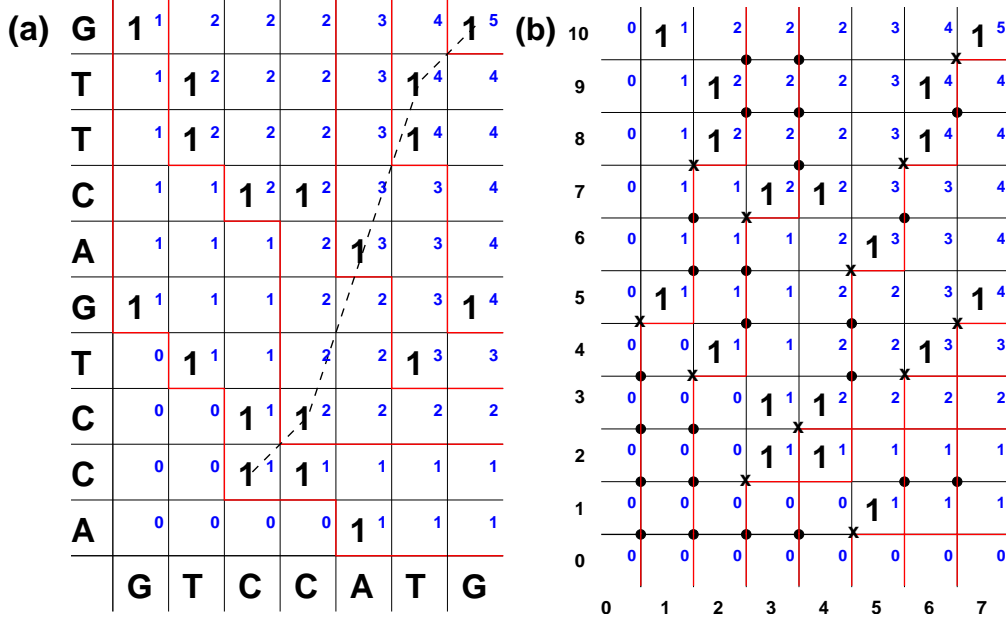 (a)
G 1 1 2 2 2 3 4 1 5
T 1 1 2 2 2 3 1 4 4
T 1 1 2 2 2 3 1 4 4
C 1 1 1 2 1 2 3 3 4
A 1 1 1 2 1 3 3 4
G 1 1 1 1 2 2 3 1 4
T 0 1 1 1 2 2 1 3 3
C 0 0 1 1 1 2 2 2 2
C 0 0 1 1 1 1 1 1 1
A 0 0 0 0 1 1 1 1
G T C C A T G
(b)
10 0 1 1 2 2 2 3 4 1 5
9 0 1 1 2 2 2 3 1 4 4
8 0 1 1 2 2 2 3 1 4 4
7 0 1 1 1 2 1 2 3 3 4
6 0 1 1 1 2 1 3 3 4
5 0 1 1 1 1 2 2 3 1 4
4 0 0 1 1 1 2 2 1 3 3
3 0 0 0 1 1 1 2 2 2 2
2 0 0 0 1 1 1 1 1 1 1
1 0 0 0 0 0 1 1 1 1
0 0 0 0 0 0 0 0 0
0 1 2 3 4 5 6 7